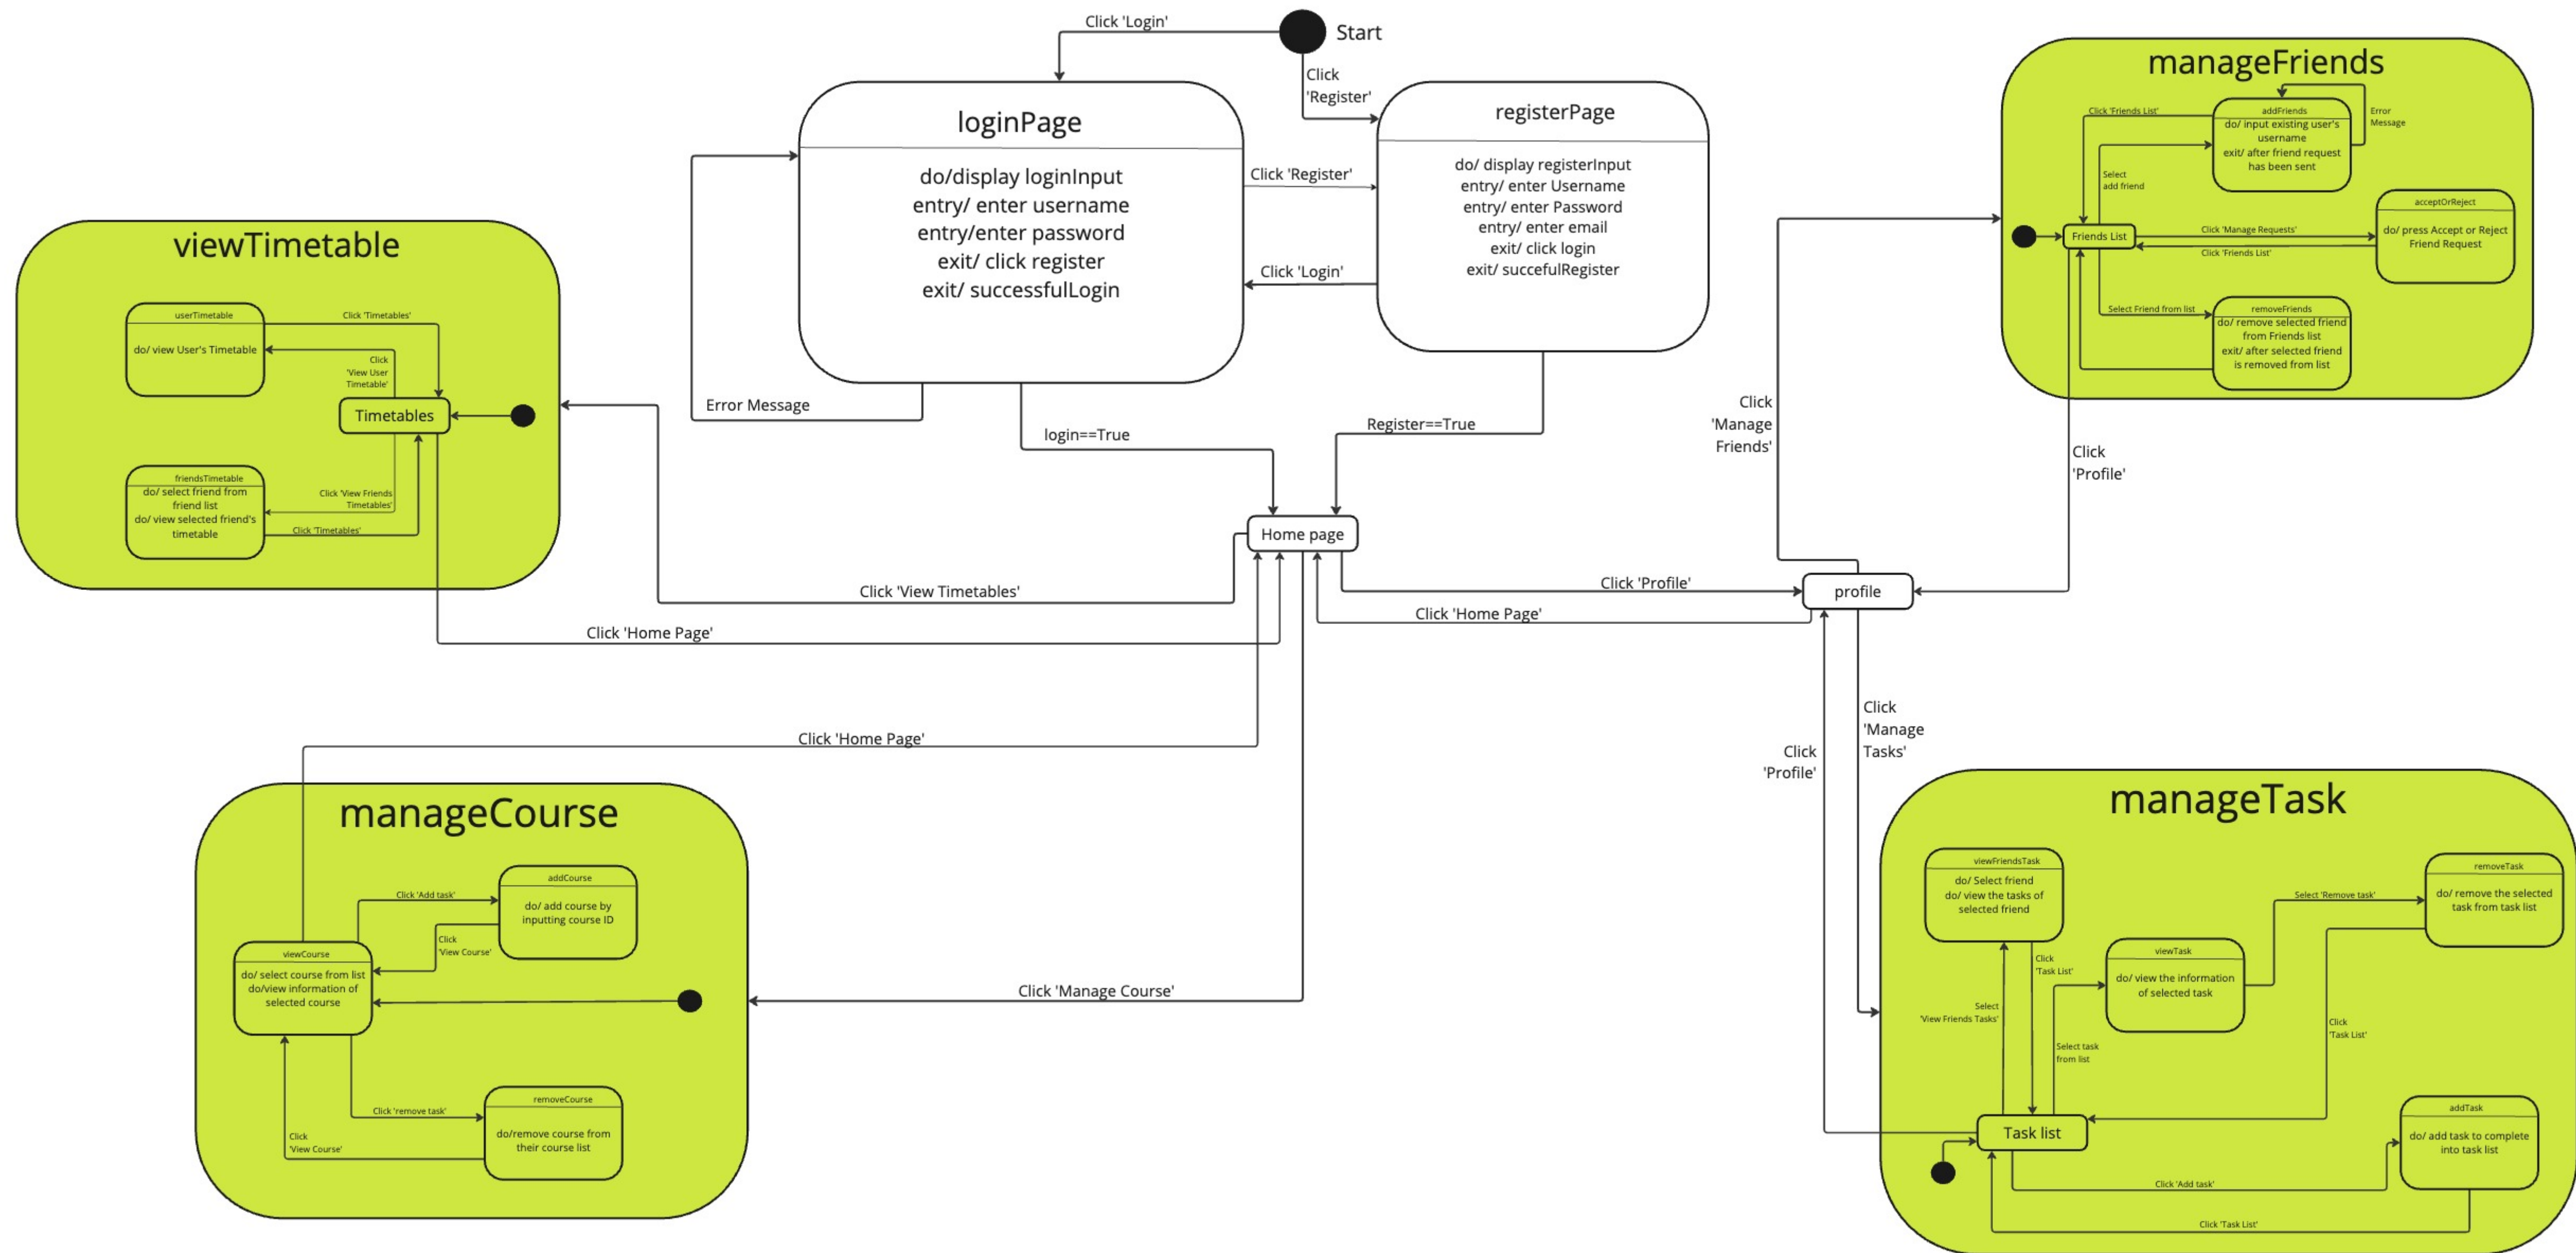 Click 'Login'
Start
Click
'Register'
loginPage
do/display loginInput
entry/ enter username
entry/enter password
exit/ click register
exit/ successfulLogin
Click 'Register'
Click 'Login'
registerPage
do/ display registerInput
entry/ enter Username
entry/ enter Password
entry/ enter email
exit/ click login
exit/ succefulRegister
Error Message
login==True
Register==True
Home page
Click 'View Timetables'
Click 'Home Page'
Click 'Profile'
Click 'Home Page'
profile
Click
'Manage
Friends'
Click
'Profile'
Click
'Manage
Tasks'
Click
'Profile'
Click 'Home Page'
Click 'Manage Course'
viewTimetable
userTimetable
do/ view User's Timetable
Click 'Timetables'
Click
'View User
Timetable'
Timetables
friendsTimetable
do/ select friend from
friend list
do/ view selected friend's
timetable
Click 'View Friends
Timetables'
Click 'Timetables'
manageFriends
Click 'Friends List'
addFriends
do/ input existing user's
username
exit/ after friend request
has been sent
Error
Message
Select
add friend
Friends List
Click 'Manage Requests'
Click 'Friends List'
acceptOrReject
do/ press Accept or Reject
Friend Request
Select Friend from list
removeFriends
do/ remove selected friend
from Friends list
exit/ after selected friend
is removed from list
manageCourse
Click 'Add task'
addCourse
do/ add course by
inputting course ID
Click
'View Course'
viewCourse
do/ select course from list
do/view information of
selected course
Click 'remove task'
removeCourse
do/remove course from
their course list
Click
'View Course'
manageTask
viewFriendsTask
do/ Select friend
do/ view the tasks of
selected friend
Click
'Task List'
Select
'View Friends Tasks'
Select task
from list
viewTask
do/ view the information
of selected task
Select 'Remove task'
removeTask
do/ remove the selected
task from task list
Click
'Task List'
Task list
Click 'Add task'
addTask
do/ add task to complete
into task list
Click 'Task List'